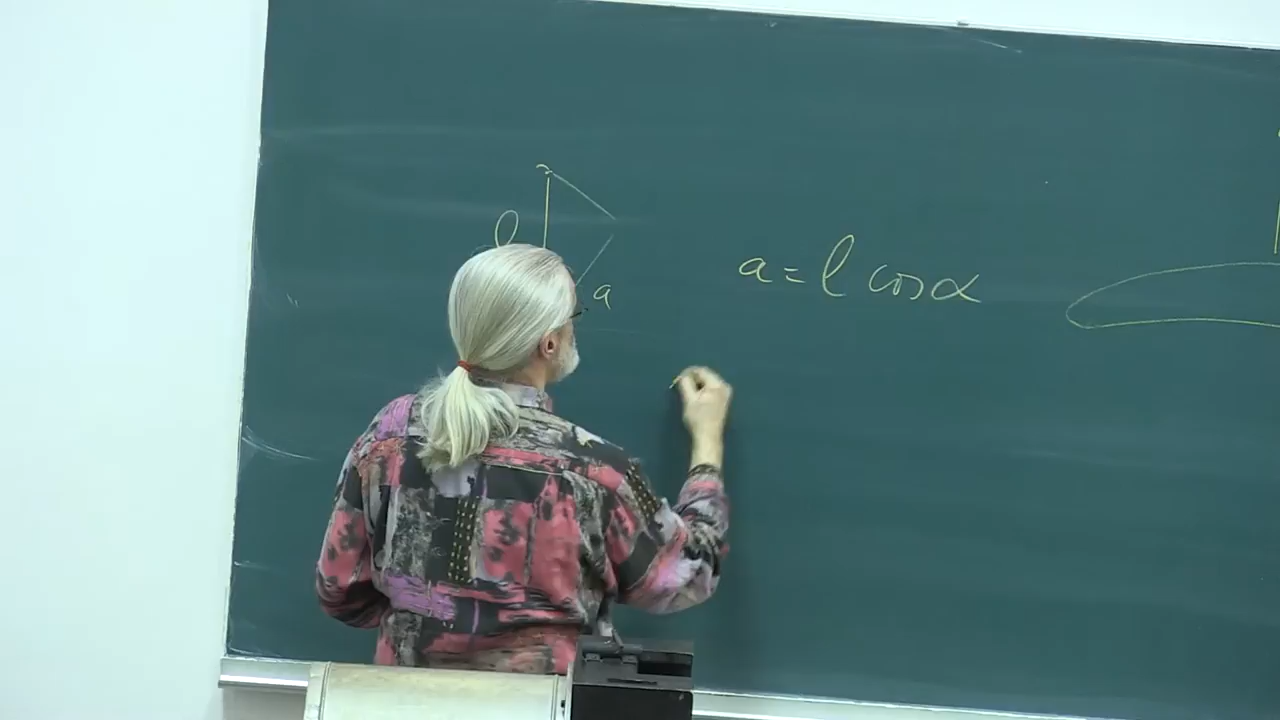 l
a
a = l cos α